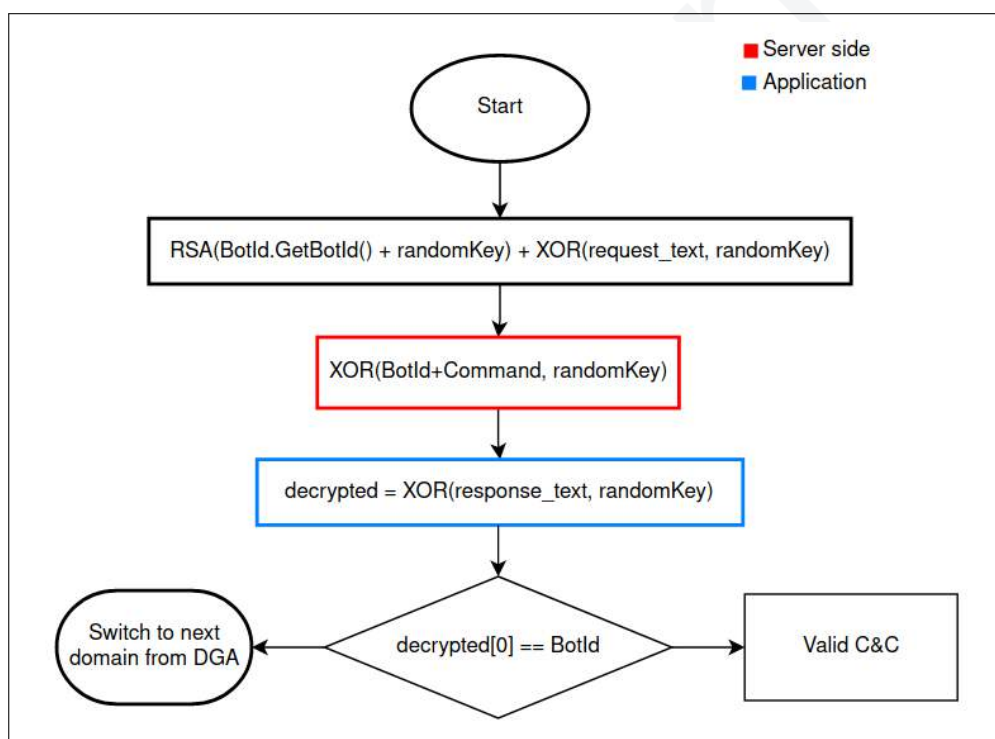 Server side
Application
Start
RSA(BotId.GetBotId() + randomKey) + XOR(request_text, randomKey)
XOR(BotId+Command, randomKey)
decrypted = XOR(response_text, randomKey)
Switch to next
domain from DGA
decrypted[0] == BotId
Valid C&C